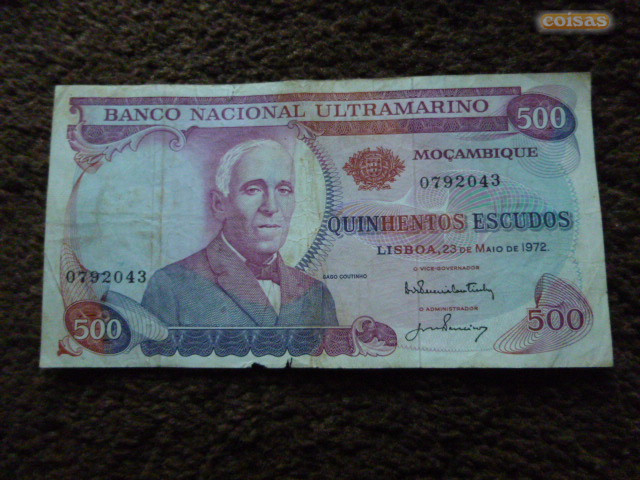 coisas
BANCO NACIONAL ULTRAMARINO
500
MOÇAMBIQUE
0792043
QUINHENTOS ESCUDOS
LISBOA, 23 DE MAIO DE 1972.
O VICE-GOVERNADOR
0792043
GAGO COUTINHO
O ADMINISTRADOR
500
500